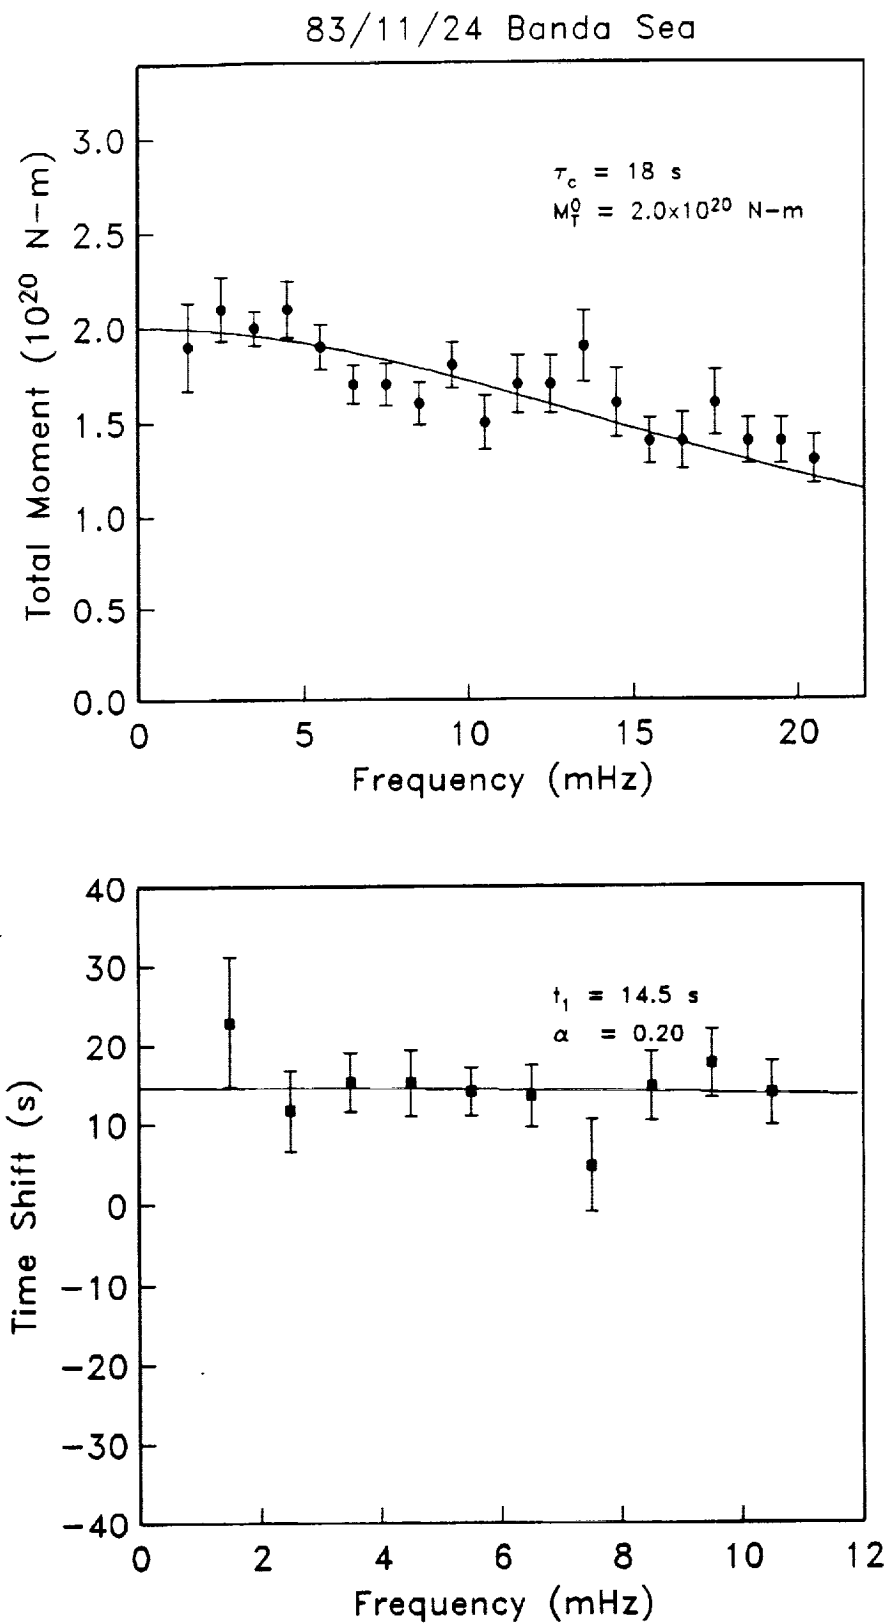 83/11/24 Banda Sea
τc = 18 s
M⁰T = 2.0x10²⁰ N-m
Total Moment (10²⁰ N-m)
3.0
2.5
2.0
1.5
1.0
0.5
0.0
0 5 10 15 20
Frequency (mHz)
t₁ = 14.5 s
α = 0.20
Time Shift (s)
40
30
20
10
0
-10
-20
-30
-40
0 2 4 6 8 10 12
Frequency (mHz)